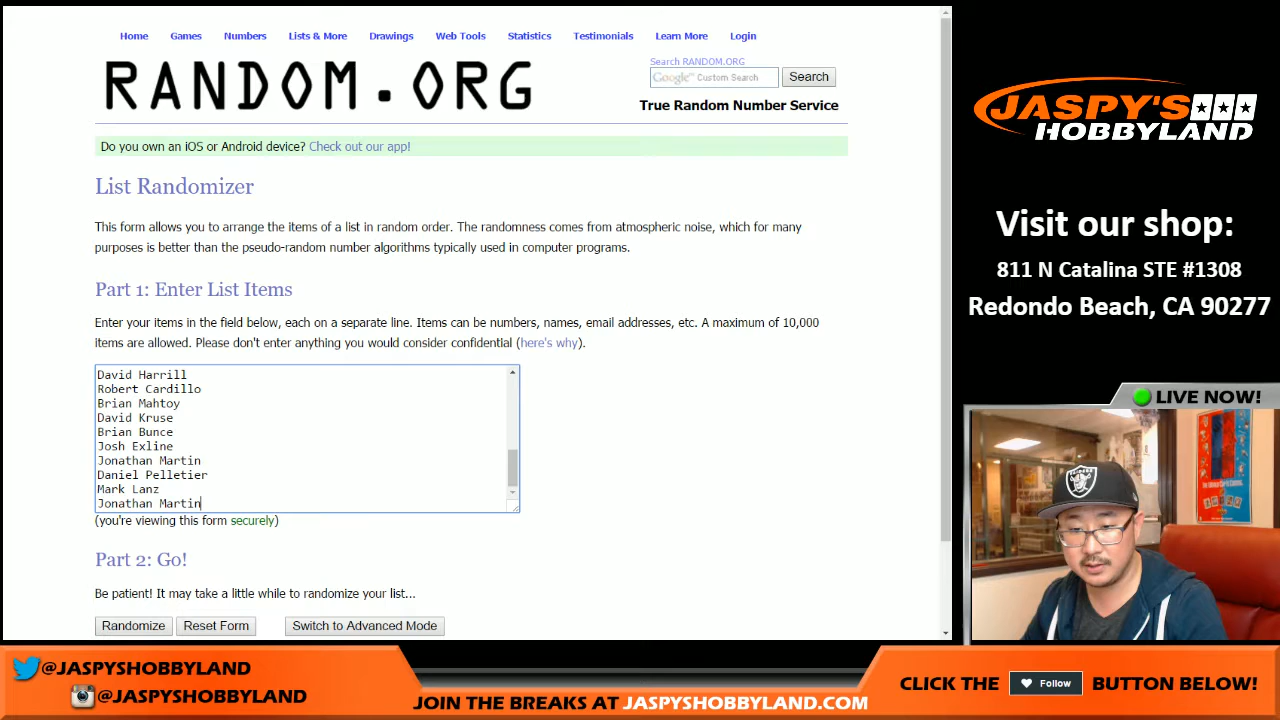 Home Games Numbers Lists & More Drawings Web Tools Statistics Testimonials Learn More Login
RANDOM.ORG
Search RANDOM.ORG
Google™ Custom Search Search
True Random Number Service
Do you own an iOS or Android device? Check out our app!
List Randomizer
This form allows you to arrange the items of a list in random order. The randomness comes from atmospheric noise, which for many
purposes is better than the pseudo-random number algorithms typically used in computer programs.
Part 1: Enter List Items
Enter your items in the field below, each on a separate line. Items can be numbers, names, email addresses, etc. A maximum of 10,000
items are allowed. Please don't enter anything you would consider confidential (here's why).
David Harrill
Robert Cardillo
Brian Mahtoy
David Kruse
Brian Bunce
Josh Exline
Jonathan Martin
Daniel Pelletier
Mark Lanz
Jonathan Martin
(you're viewing this form securely)
Part 2: Go!
Be patient! It may take a little while to randomize your list...
Randomize Reset Form Switch to Advanced Mode
JASPY'S
HOBBYLAND
Visit our shop:
811 N Catalina STE #1308
Redondo Beach, CA 90277
LIVE NOW!
RAIDERS
@JASPYSHOBBYLAND
@JASPYSHOBBYLAND
JOIN THE BREAKS AT JASPYSHOBBYLAND.COM
CLICK THE Follow BUTTON BELOW!